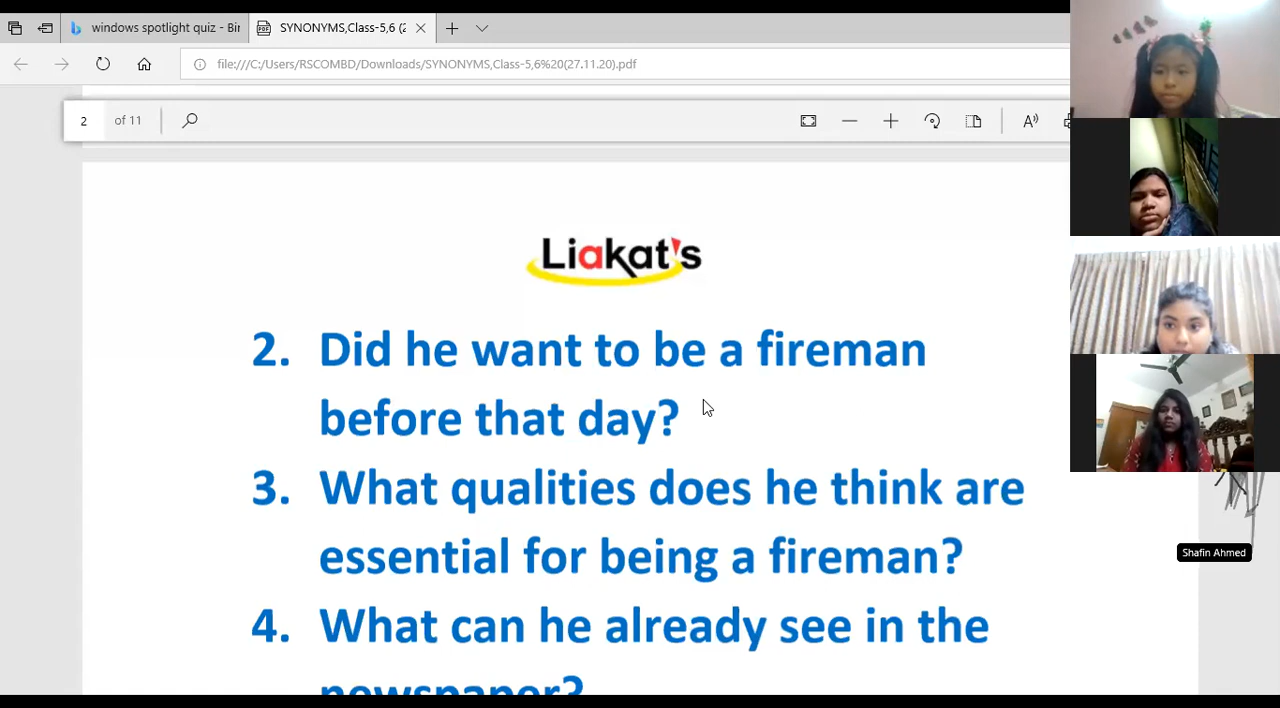 windows spotlight quiz - Bir
SYNONYMS,Class-5,6 (2
file:///C:/Users/RSCOMBD/Downloads/SYNONYMS,Class-5,6%20(27.11.20).pdf
2 of 11
Liakat's
2. Did he want to be a fireman
before that day?
3. What qualities does he think are
essential for being a fireman?
4. What can he already see in the
newspaper?
Shafin Ahmed